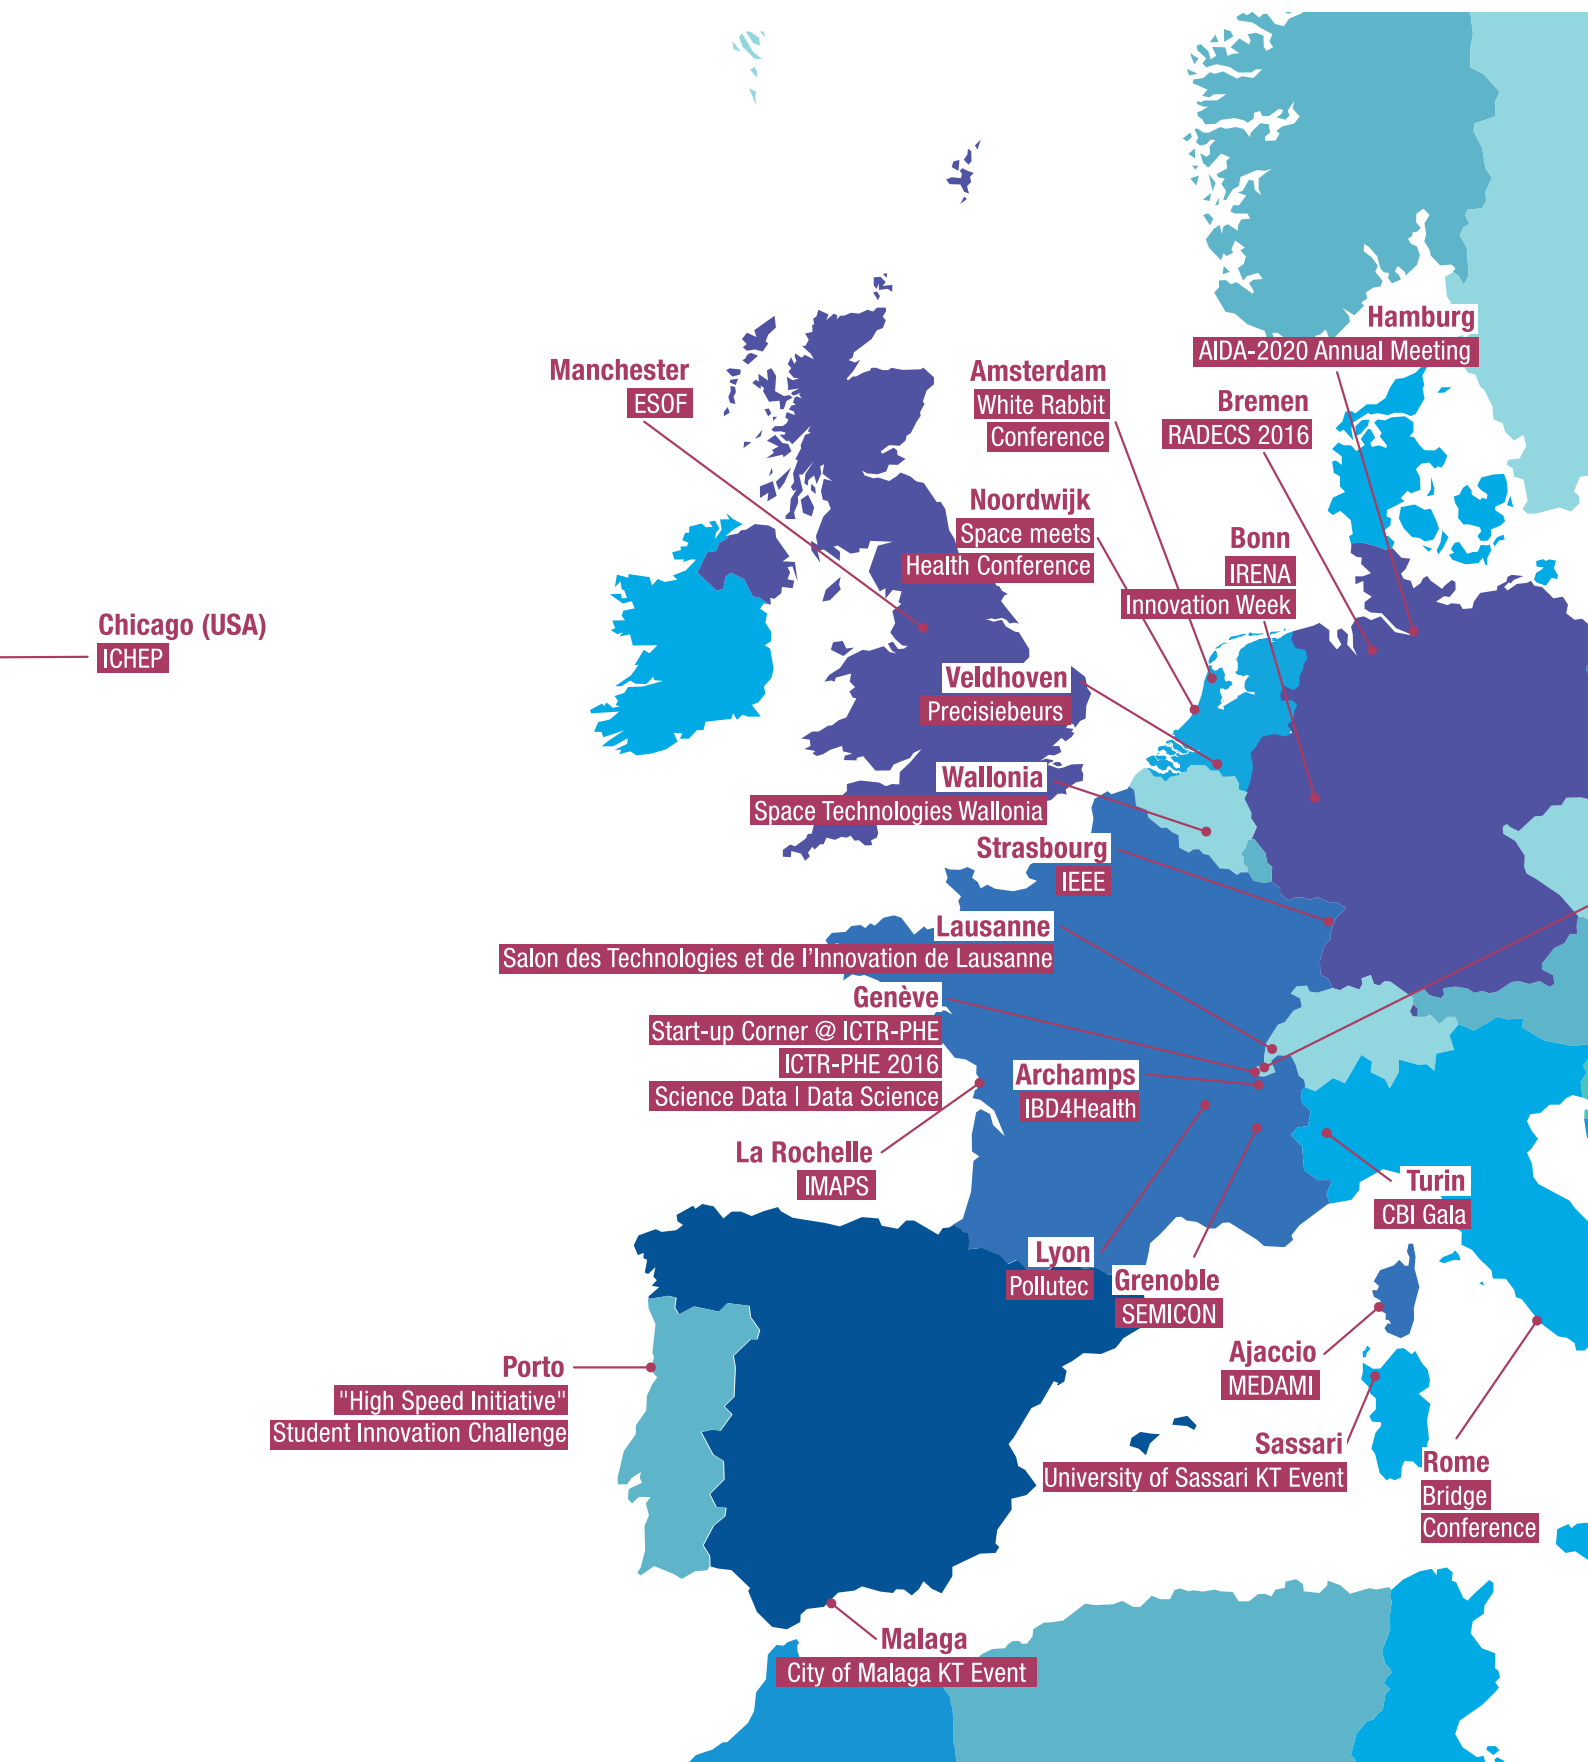 Hamburg
AIDA-2020 Annual Meeting
Manchester
ESOF
Amsterdam
White Rabbit
Conference
Bremen
RADECS 2016
Noordwijk
Space meets
Health Conference
Bonn
IRENA
Innovation Week
Chicago (USA)
ICHEP
Veldhoven
Precisiebeurs
Wallonia
Space Technologies Wallonia
Strasbourg
IEEE
Lausanne
Salon des Technologies et de l'Innovation de Lausanne
Genève
Start-up Corner @ ICTR-PHE
ICTR-PHE 2016
Science Data | Data Science
Archamps
IBD4Health
La Rochelle
IMAPS
Turin
CBI Gala
Lyon
Pollutec
Grenoble
SEMICON
Ajaccio
MEDAMI
Porto
"High Speed Initiative"
Student Innovation Challenge
Sassari
University of Sassari KT Event
Rome
Bridge
Conference
Malaga
City of Malaga KT Event